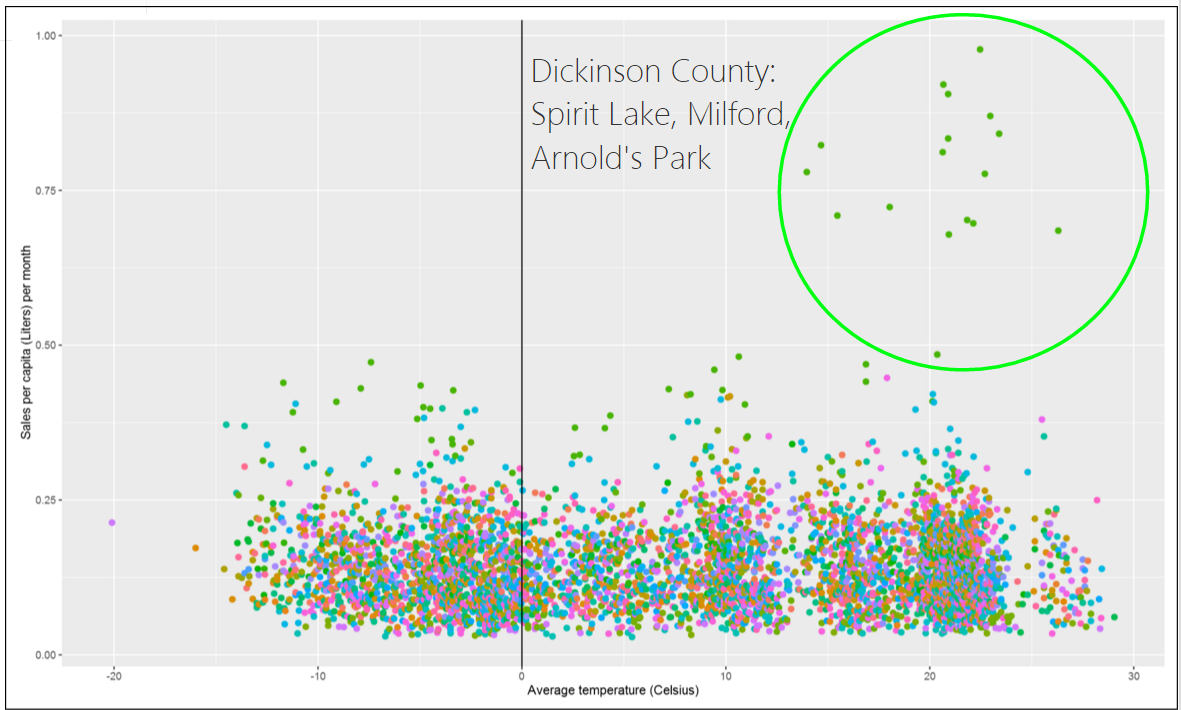 1.00
Dickinson County:
Spirit Lake, Milford,
Arnold's Park
0.75
0.50
0.25
0.00
Sales per capita (Liters) per month
-20 -10 0 10 20 30
Average temperature (Celsius)